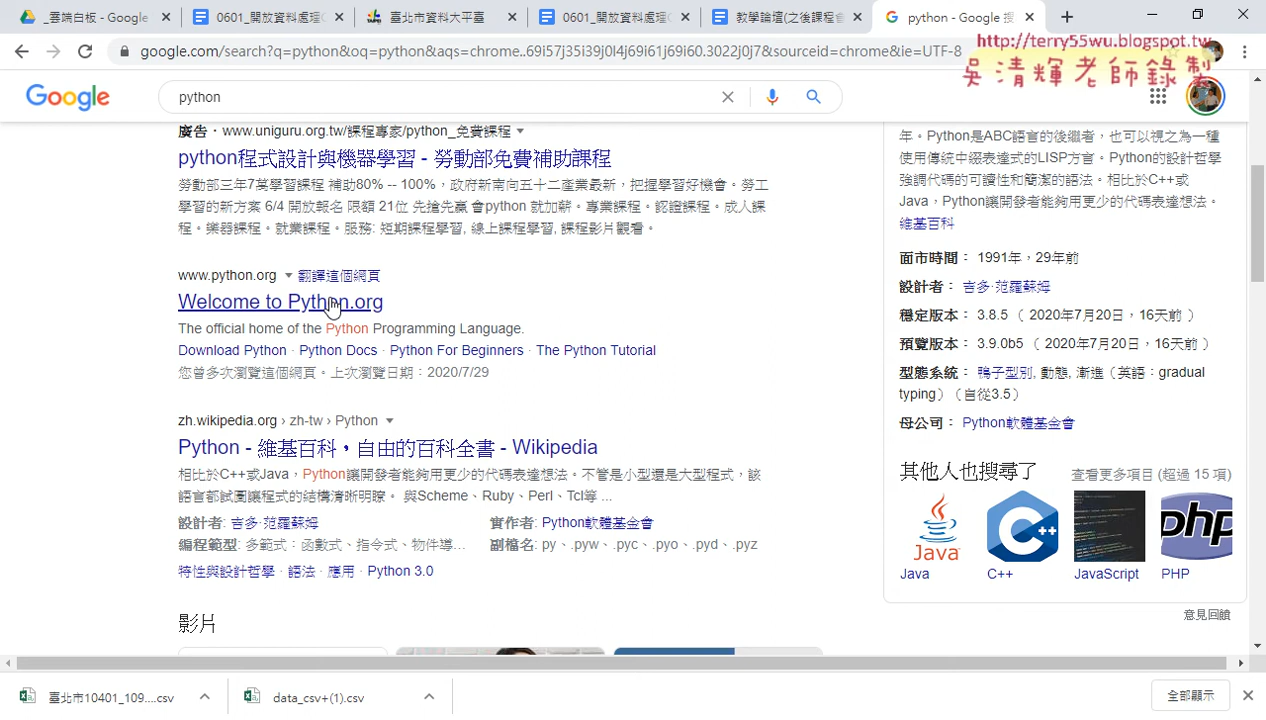 _雲端白板 - Google
0601_開放資料處理
臺北市資料大平臺
0601_開放資料處理
教學論壇(之後課程
python - Google 搜
google.com/search?q=python&oq=python&aqs=chrome..69i57j35i39j0l4j69i61j69i60.3022j0j7&sourceid=chrome&ie=UTF-8
http://terry55wu.blogspot.tw
吳清輝老師錄製
Google
python
廣告 · www.uniguru.org.tw/課程專家/python_免費課程
python程式設計與機器學習 - 勞動部免費補助課程
勞動部三年7萬學習課程 補助80% -- 100%，政府新南向五十二產業最新，把握學習好機會。勞工
學習的新方案 6/4 開放報名 限額 21位 先搶先贏 會python 就加薪。專業課程。認證課程。成人課
程。樂器課程。就業課程。服務: 短期課程學習, 線上課程學習, 課程影片觀看。
www.python.org 翻譯這個網頁
Welcome to Python.org
The official home of the Python Programming Language.
Download Python · Python Docs · Python For Beginners · The Python Tutorial
您曾多次瀏覽這個網頁。上次瀏覽日期：2020/7/29
zh.wikipedia.org › zh-tw › Python
Python - 維基百科，自由的百科全書 - Wikipedia
相比於C++或Java，Python讓開發者能夠用更少的代碼表達想法。不管是小型還是大型程式，該
語言都試圖讓程式的結構清晰明瞭。 與Scheme、Ruby、Perl、Tcl等 ...
設計者: 吉多·范羅蘇姆
實作者: Python軟體基金會
編程範型: 多範式：函數式、指令式、物件導...
副檔名: py、.pyw、.pyc、.pyo、.pyd、.pyz
特性與設計哲學 · 語法 · 應用 · Python 3.0
影片
年。Python是ABC語言的後繼者，也可以視之為一種
使用傳統中綴表達式的LISP方言。Python的設計哲學
強調代碼的可讀性和簡潔的語法。相比於C++或
Java，Python讓開發者能夠用更少的代碼表達想法。
維基百科
面市時間： 1991年，29年前
設計者： 吉多·范羅蘇姆
穩定版本： 3.8.5（ 2020年7月20日，16天前 ）
預覽版本： 3.9.0b5 （ 2020年7月20日，16天前 ）
型態系統： 鴨子型別, 動態, 漸進（英語：gradual
typing）（自從3.5）
母公司： Python軟體基金會
其他人也搜尋了
查看更多項目 (超過 15 項)
Java
C++
php
Java
C++
JavaScript
PHP
意見回饋
臺北市10401_109....csv
data_csv+(1).csv
全部顯示